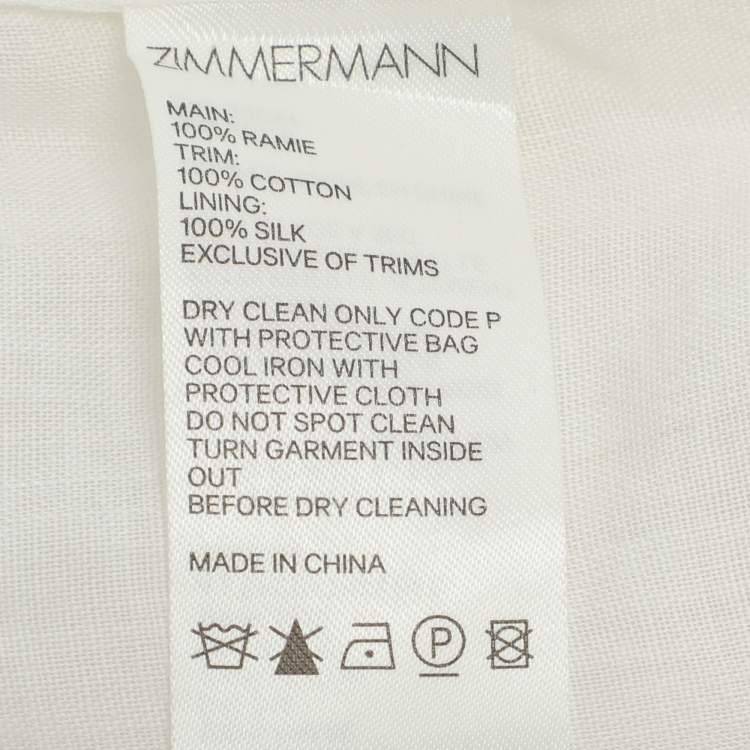 ZIMMERMANN
MAIN:
100% RAMIE
TRIM:
100% COTTON
LINING:
100% SILK
EXCLUSIVE OF TRIMS
DRY CLEAN ONLY CODE P
WITH PROTECTIVE BAG
COOL IRON WITH
PROTECTIVE CLOTH
DO NOT SPOT CLEAN
TURN GARMENT INSIDE
OUT
BEFORE DRY CLEANING
MADE IN CHINA
P